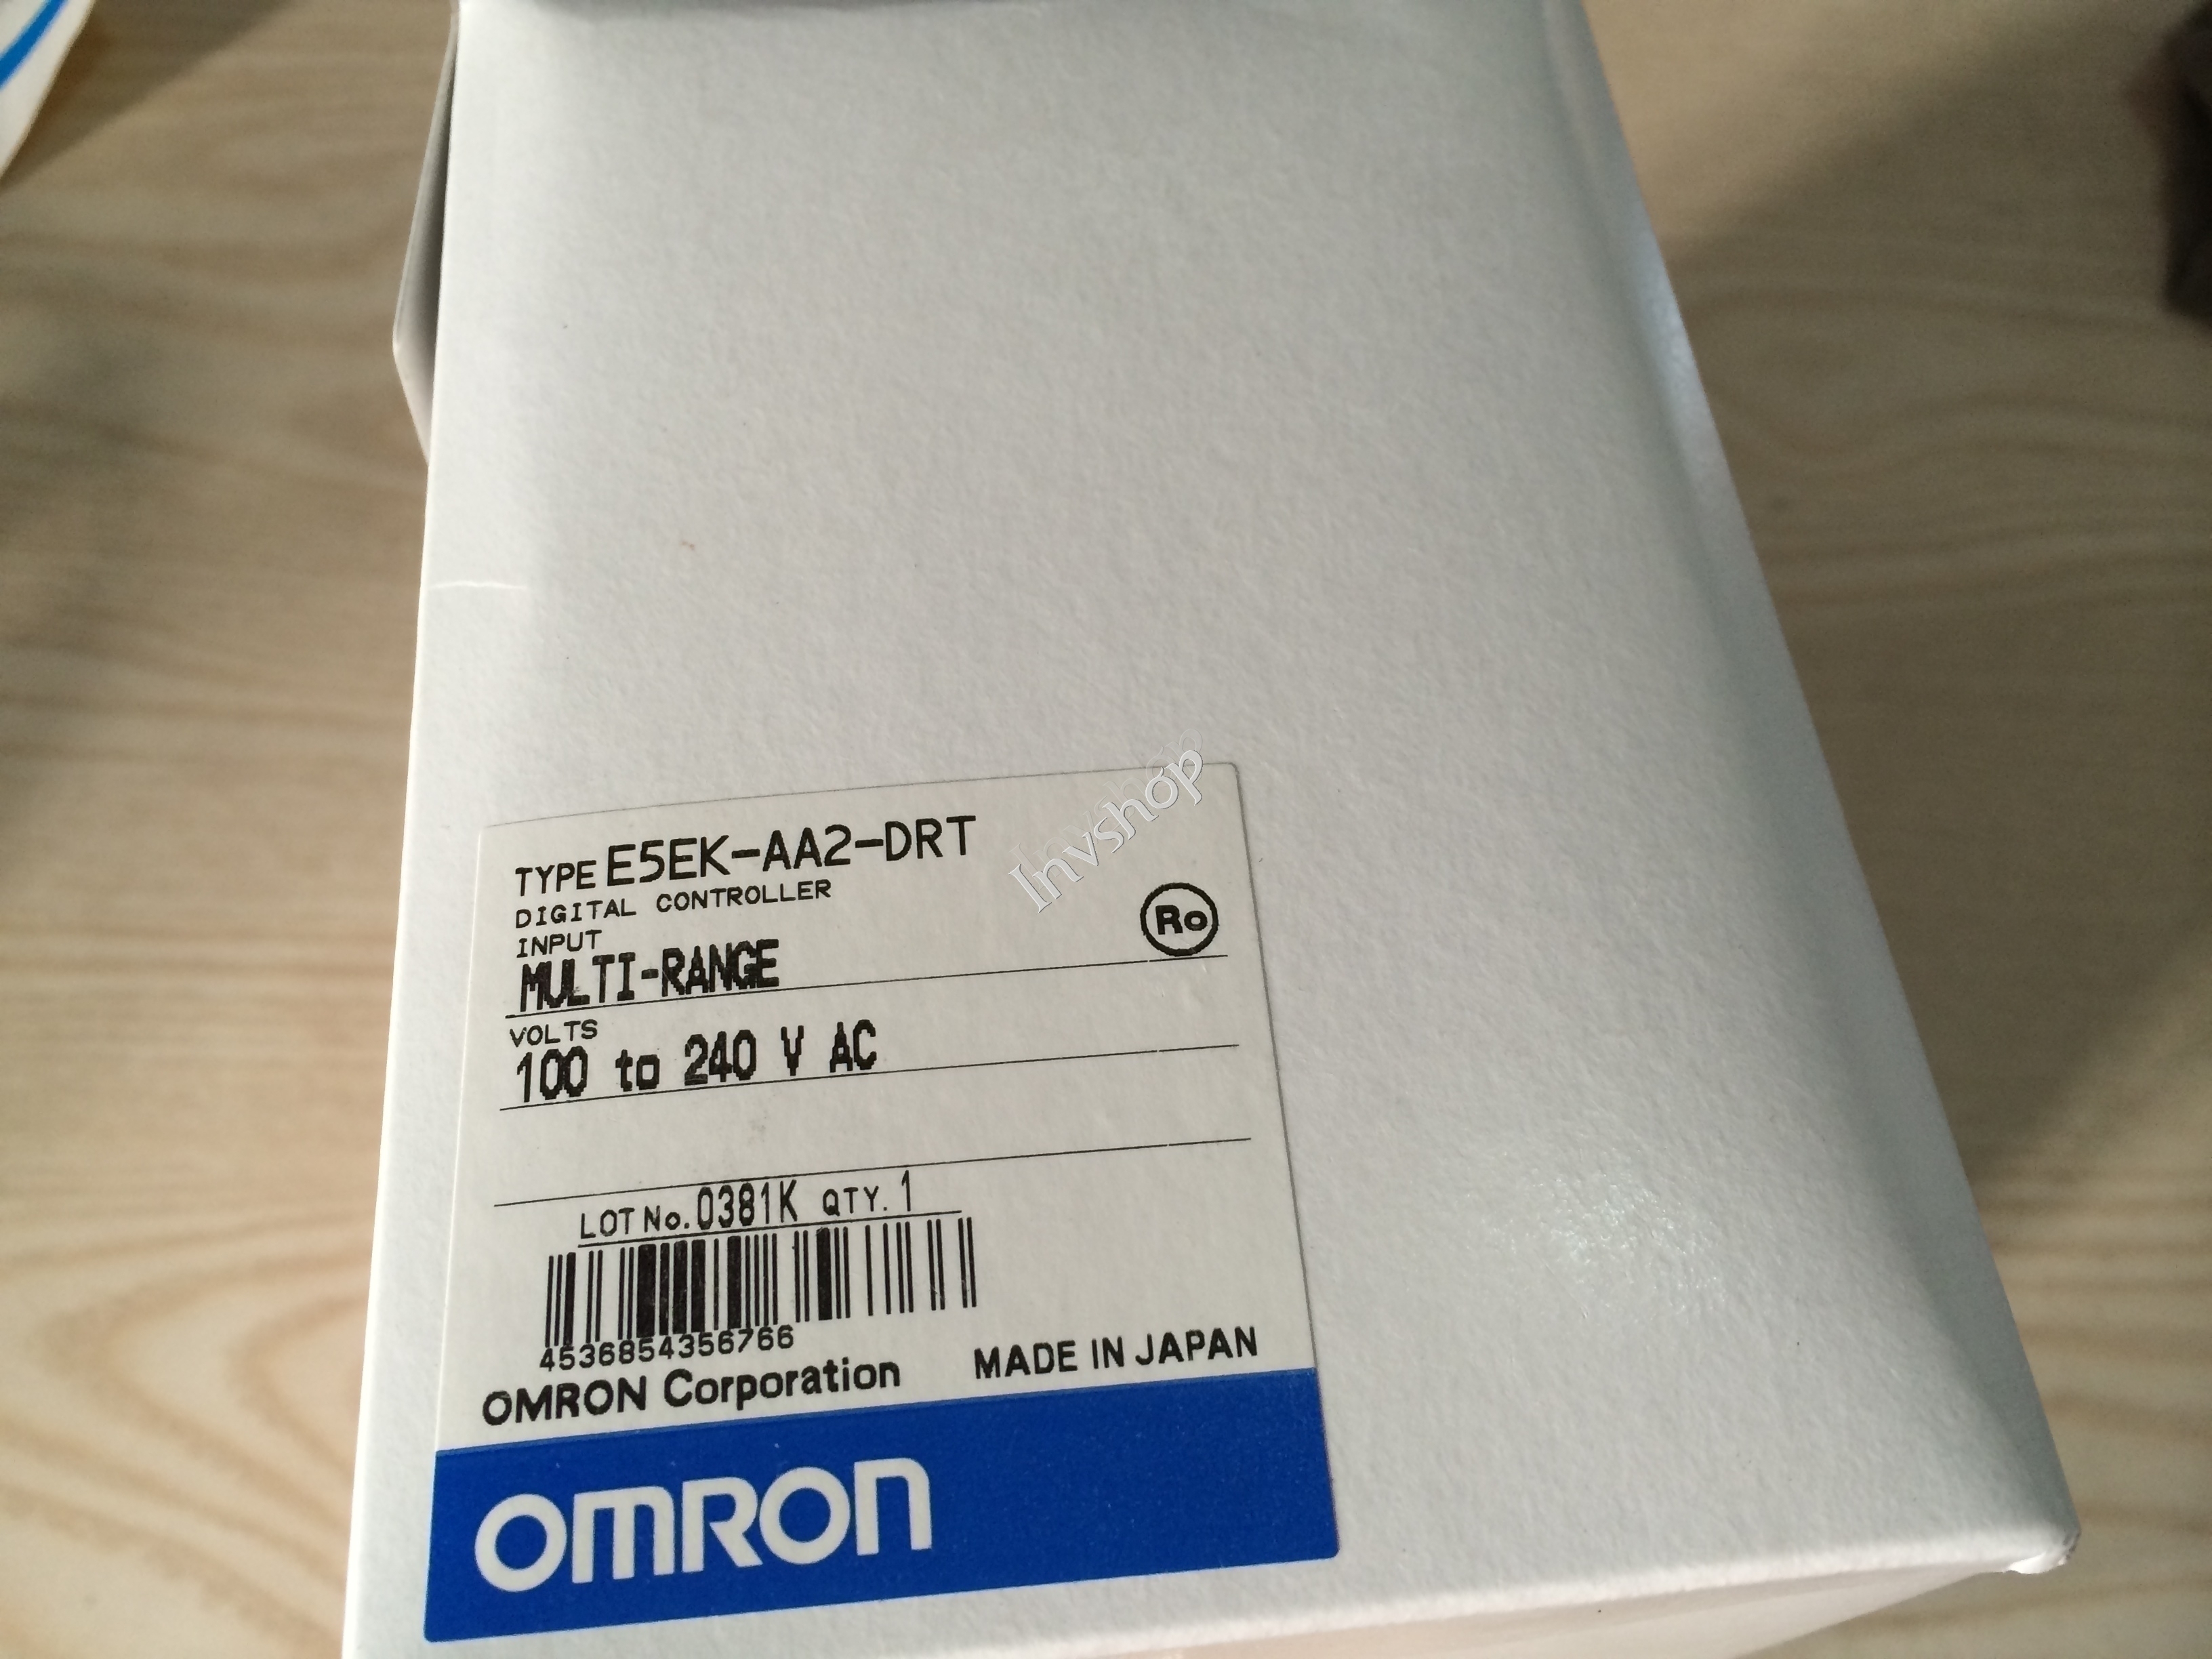 Invshop
TYPE E5EK-AA2-DRT
DIGITAL CONTROLLER
Ro
INPUT
MULTI-RANGE
VOLTS
100 to 240 V AC
LOT No. 0381K QTY. 1
4536854356766
OMRON Corporation MADE IN JAPAN
OMRON